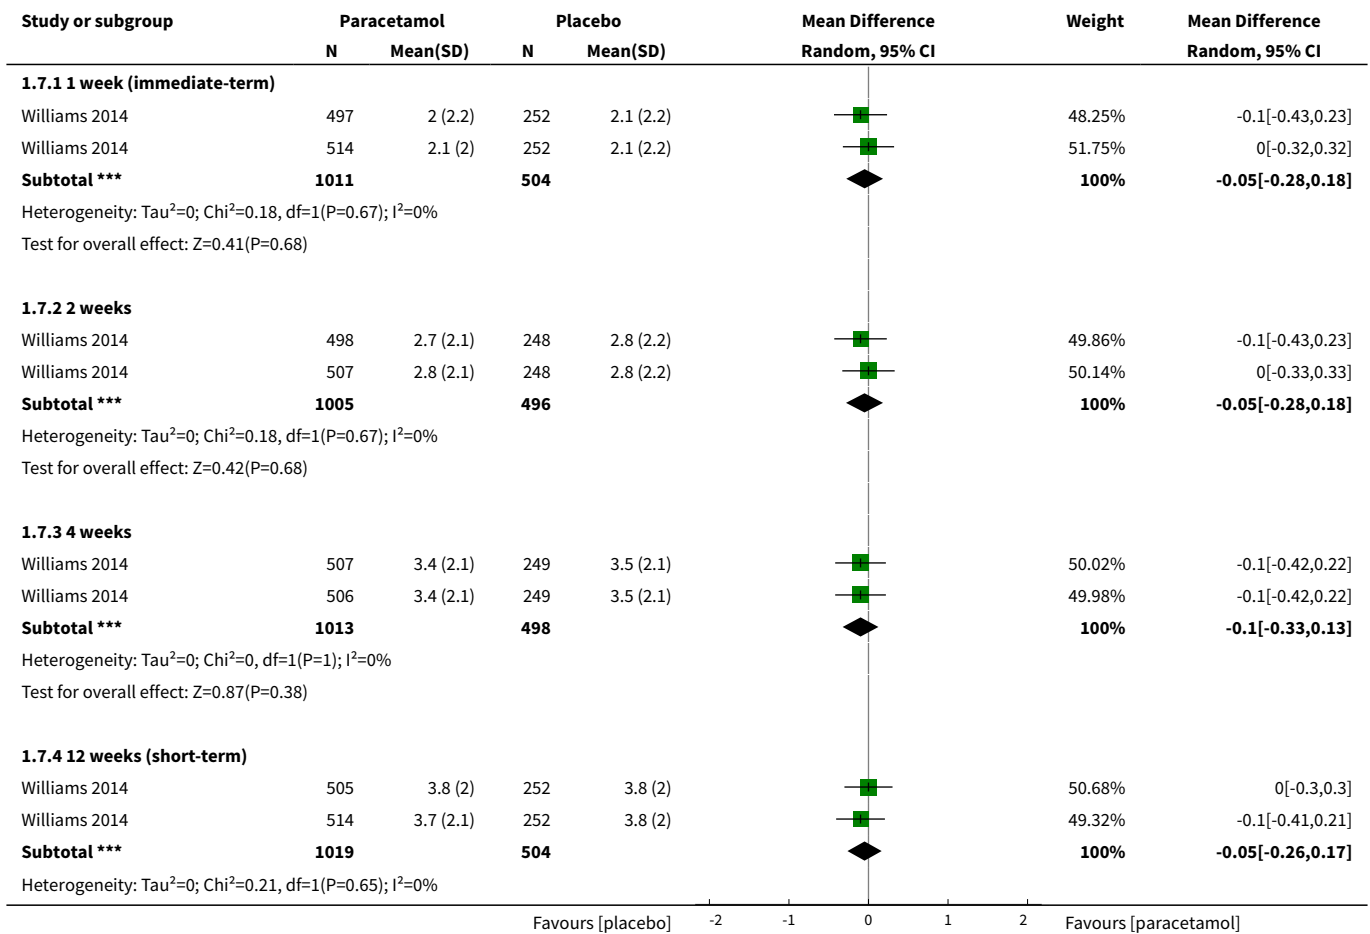 Study or subgroup Paracetamol Placebo Mean Difference Weight Mean Difference
N Mean(SD) N Mean(SD) Random, 95% CI Random, 95% CI
1.7.1 1 week (immediate-term)
Williams 2014 497 2 (2.2) 252 2.1 (2.2) 48.25% -0.1[-0.43,0.23]
Williams 2014 514 2.1 (2) 252 2.1 (2.2) 51.75% 0[-0.32,0.32]
Subtotal *** 1011 504 100% -0.05[-0.28,0.18]
Heterogeneity: Tau²=0; Chi²=0.18, df=1(P=0.67); I²=0%
Test for overall effect: Z=0.41(P=0.68)
1.7.2 2 weeks
Williams 2014 498 2.7 (2.1) 248 2.8 (2.2) 49.86% -0.1[-0.43,0.23]
Williams 2014 507 2.8 (2.1) 248 2.8 (2.2) 50.14% 0[-0.33,0.33]
Subtotal *** 1005 496 100% -0.05[-0.28,0.18]
Heterogeneity: Tau²=0; Chi²=0.18, df=1(P=0.67); I²=0%
Test for overall effect: Z=0.42(P=0.68)
1.7.3 4 weeks
Williams 2014 507 3.4 (2.1) 249 3.5 (2.1) 50.02% -0.1[-0.42,0.22]
Williams 2014 506 3.4 (2.1) 249 3.5 (2.1) 49.98% -0.1[-0.42,0.22]
Subtotal *** 1013 498 100% -0.1[-0.33,0.13]
Heterogeneity: Tau²=0; Chi²=0, df=1(P=1); I²=0%
Test for overall effect: Z=0.87(P=0.38)
1.7.4 12 weeks (short-term)
Williams 2014 505 3.8 (2) 252 3.8 (2) 50.68% 0[-0.3,0.3]
Williams 2014 514 3.7 (2.1) 252 3.8 (2) 49.32% -0.1[-0.41,0.21]
Subtotal *** 1019 504 100% -0.05[-0.26,0.17]
Heterogeneity: Tau²=0; Chi²=0.21, df=1(P=0.65); I²=0%
Favours [placebo] -2 -1 0 1 2 Favours [paracetamol]